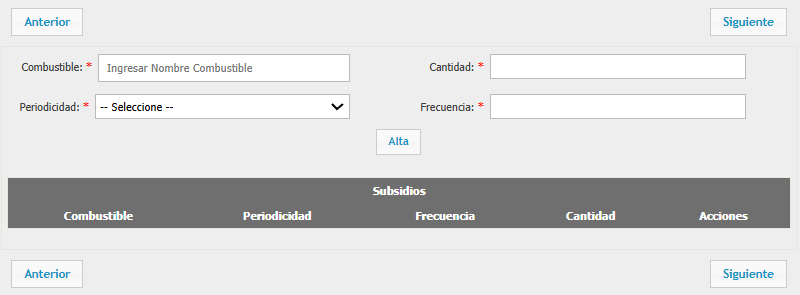 Anterior Siguiente
Combustible: * Ingresar Nombre Combustible Cantidad: *
Periodicidad: * -- Seleccione -- Frecuencia: *
Alta
Subsidios
Combustible Periodicidad Frecuencia Cantidad Acciones
Anterior Siguiente